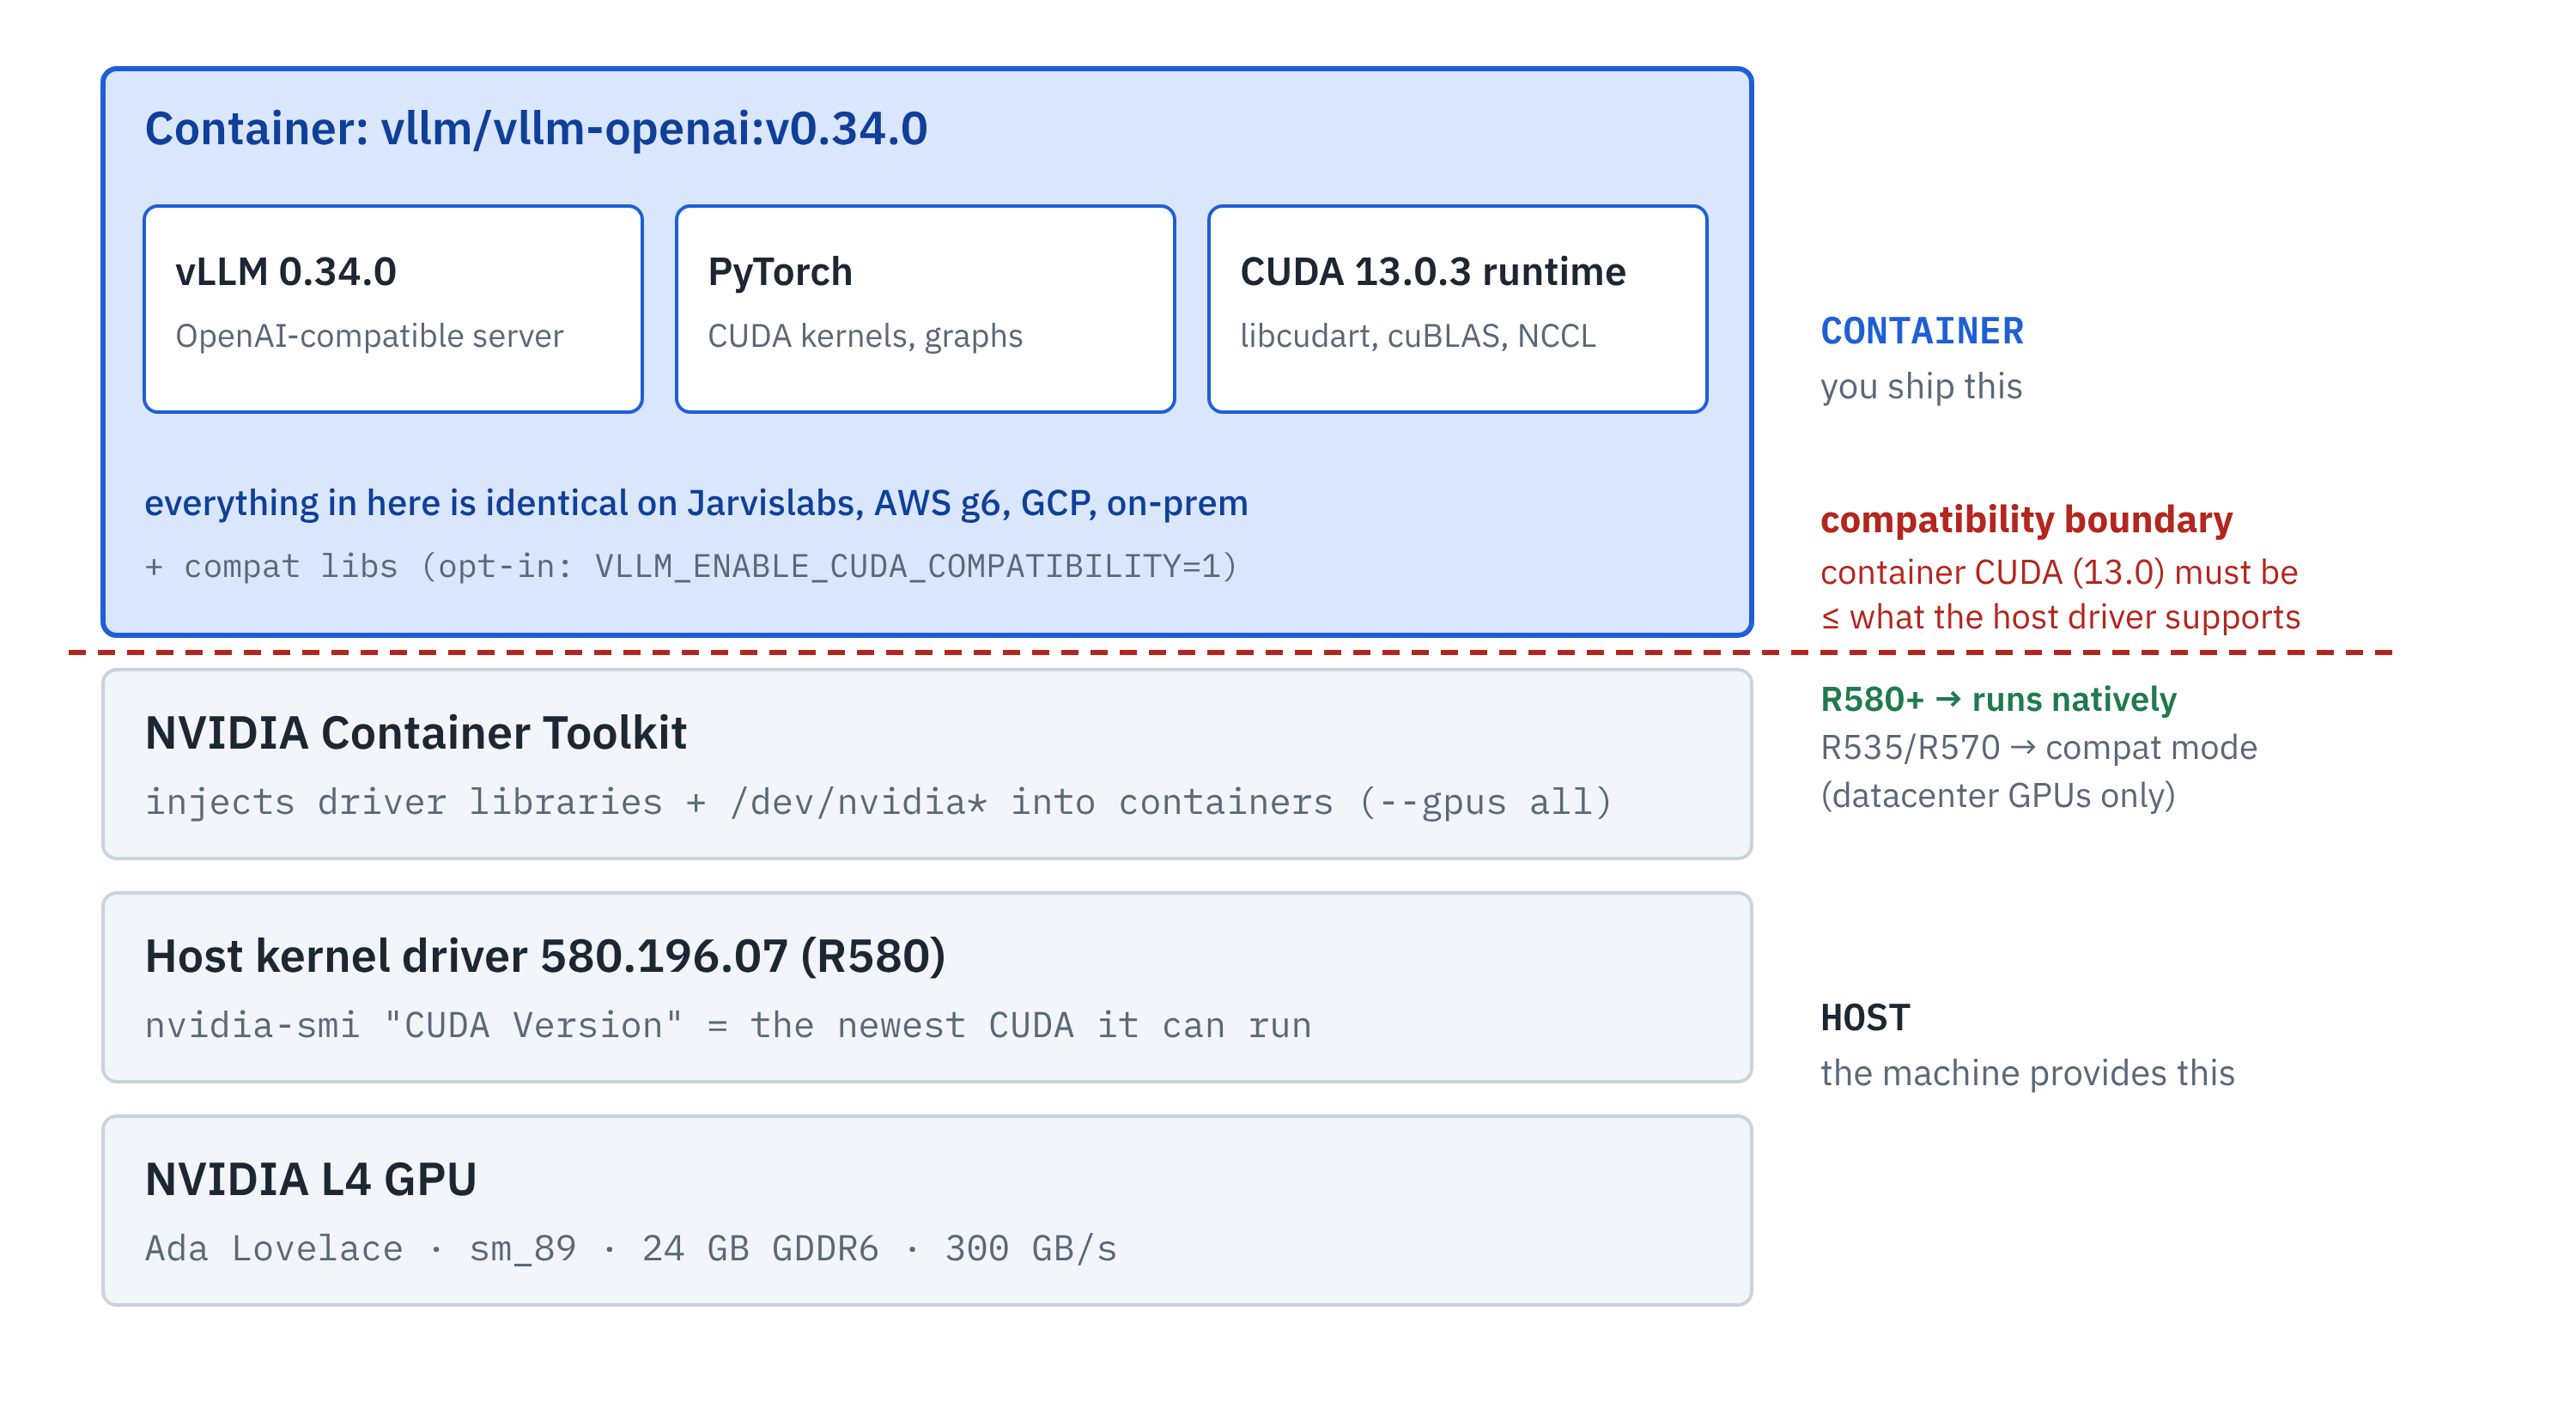 Container: vllm/vllm-openai:v0.34.0
vLLM 0.34.0
OpenAI-compatible server
PyTorch
CUDA kernels, graphs
CUDA 13.0.3 runtime
libcudart, cuBLAS, NCCL
everything in here is identical on Jarvislabs, AWS g6, GCP, on-prem
+ compat libs (opt-in: VLLM_ENABLE_CUDA_COMPATIBILITY=1)
CONTAINER
you ship this
compatibility boundary
container CUDA (13.0) must be
≤ what the host driver supports
NVIDIA Container Toolkit
injects driver libraries + /dev/nvidia* into containers (--gpus all)
R580+ → runs natively
R535/R570 → compat mode
(datacenter GPUs only)
Host kernel driver 580.196.07 (R580)
nvidia-smi "CUDA Version" = the newest CUDA it can run
HOST
the machine provides this
NVIDIA L4 GPU
Ada Lovelace · sm_89 · 24 GB GDDR6 · 300 GB/s